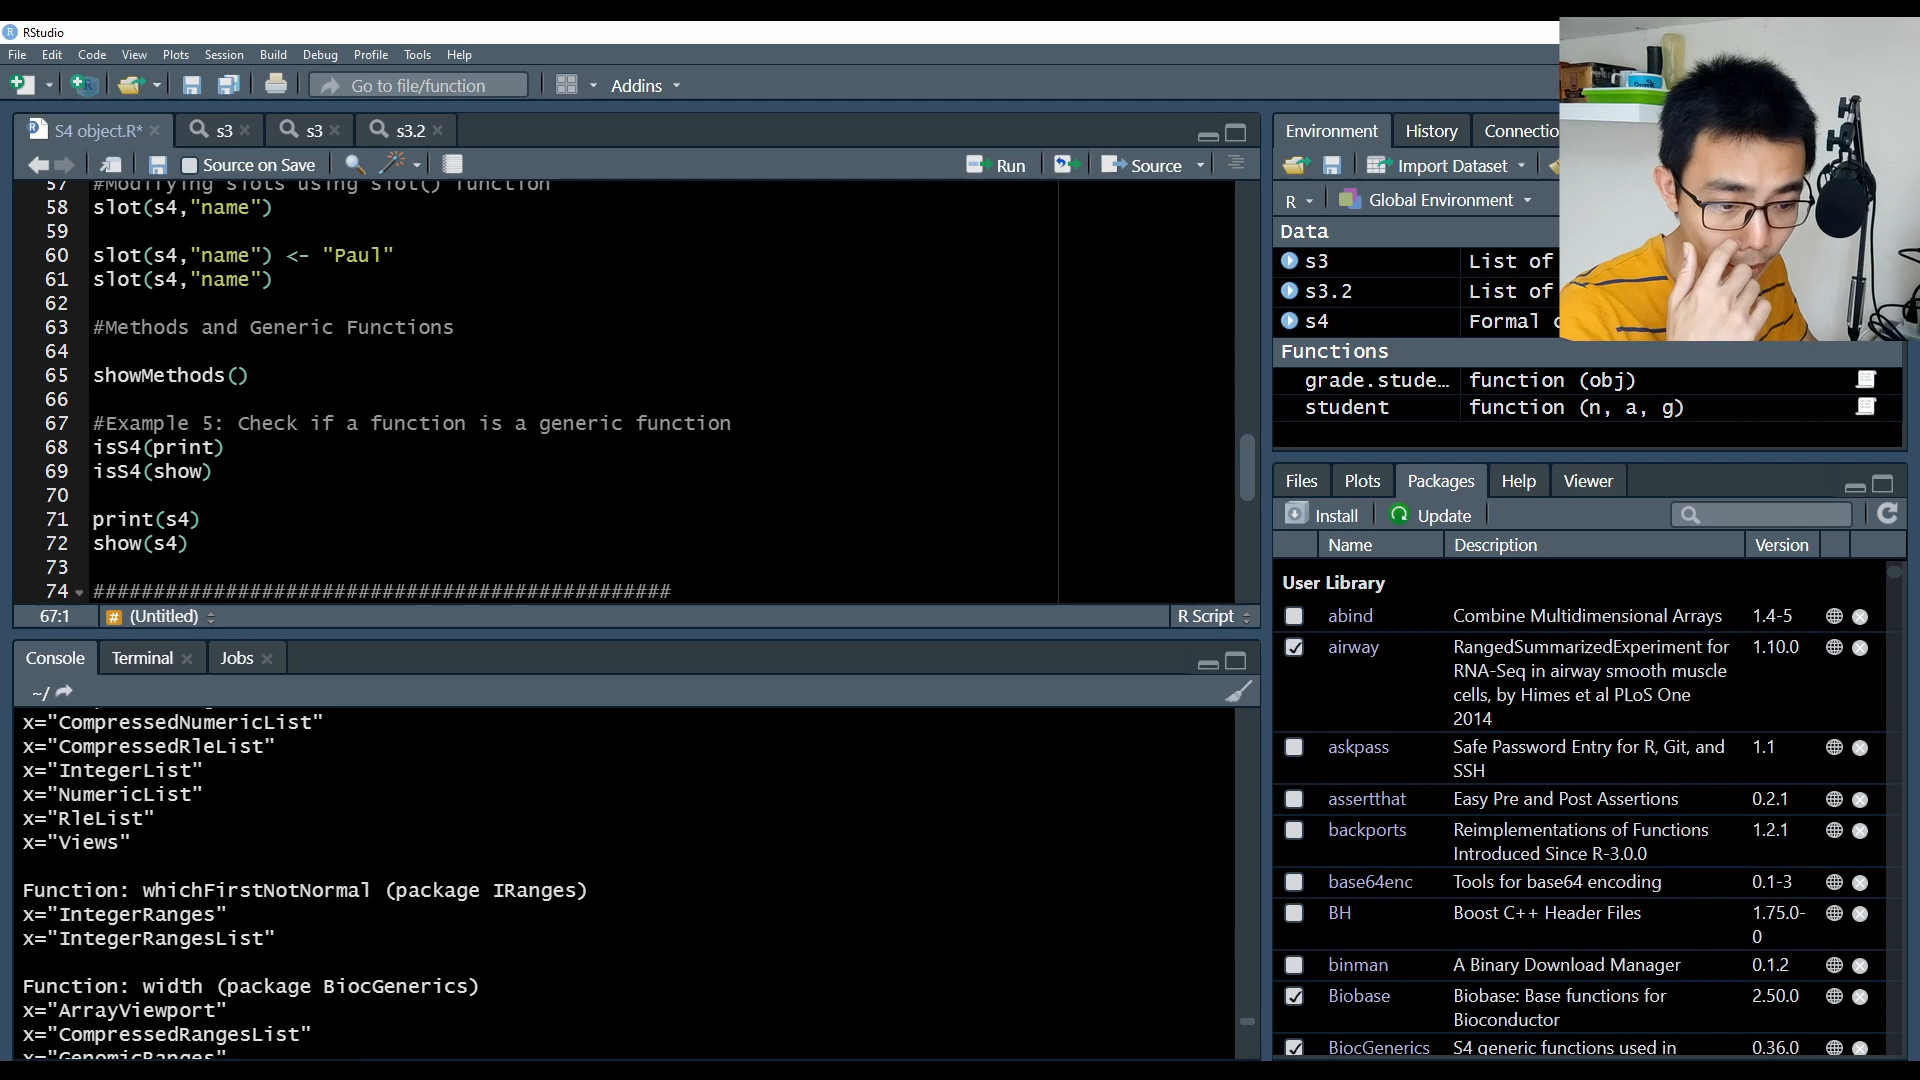 RStudio
File Edit Code View Plots Session Build Debug Profile Tools Help
Go to file/function Addins
S4 object.R* s3 s3 s3.2
Source on Save Run Source
57 #Modifying slots using slot() function
58 slot(s4,"name")
59
60 slot(s4,"name") <- "Paul"
61 slot(s4,"name")
62
63 #Methods and Generic Functions
64
65 showMethods()
66
67 #Example 5: Check if a function is a generic function
68 isS4(print)
69 isS4(show)
70
71 print(s4)
72 show(s4)
73
74 ################################################
67:1 # (Untitled) R Script
Console Terminal Jobs
~/
x="CompressedNumericList"
x="CompressedRleList"
x="IntegerList"
x="NumericList"
x="RleList"
x="Views"
Function: whichFirstNotNormal (package IRanges)
x="IntegerRanges"
x="IntegerRangesList"
Function: width (package BiocGenerics)
x="ArrayViewport"
x="CompressedRangesList"
x="GenomicRanges"
Environment History Connectio
Import Dataset
R Global Environment
Data
s3 List of
s3.2 List of
s4 Formal
Functions
grade.stude… function (obj)
student function (n, a, g)
Files Plots Packages Help Viewer
Install Update
Name Description Version
User Library
abind Combine Multidimensional Arrays 1.4-5
airway RangedSummarizedExperiment for 1.10.0
RNA-Seq in airway smooth muscle
cells, by Himes et al PLoS One
2014
askpass Safe Password Entry for R, Git, and 1.1
SSH
assertthat Easy Pre and Post Assertions 0.2.1
backports Reimplementations of Functions 1.2.1
Introduced Since R-3.0.0
base64enc Tools for base64 encoding 0.1-3
BH Boost C++ Header Files 1.75.0-
0
binman A Binary Download Manager 0.1.2
Biobase Biobase: Base functions for 2.50.0
Bioconductor
BiocGenerics S4 generic functions used in 0.36.0